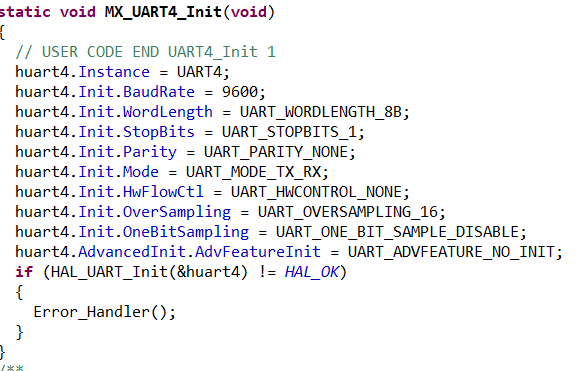 static void MX_UART4_Init(void)
{
// USER CODE END UART4_Init 1
huart4.Instance = UART4;
huart4.Init.BaudRate = 9600;
huart4.Init.WordLength = UART_WORDLENGTH_8B;
huart4.Init.StopBits = UART_STOPBITS_1;
huart4.Init.Parity = UART_PARITY_NONE;
huart4.Init.Mode = UART_MODE_TX_RX;
huart4.Init.HwFlowCtl = UART_HWCONTROL_NONE;
huart4.Init.OverSampling = UART_OVERSAMPLING_16;
huart4.Init.OneBitSampling = UART_ONE_BIT_SAMPLE_DISABLE;
huart4.AdvancedInit.AdvFeatureInit = UART_ADVFEATURE_NO_INIT;
if (HAL_UART_Init(&huart4) != HAL_OK)
{
Error_Handler();
}
}
/**